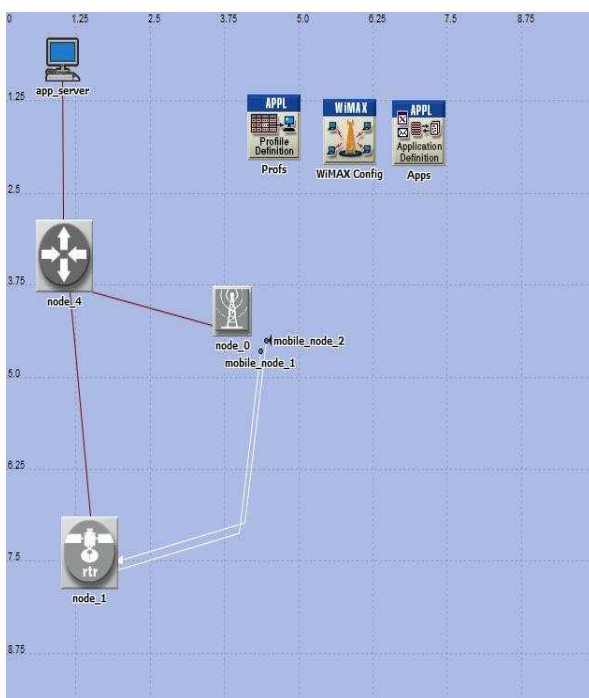 0 1.25 2.5 3.75 5.0 6.25 7.5 8.75
app_server
1.25
APPL
Profile
Definition
Profs
WiMAX
WiMAX Config
APPL
Application
Definition
Apps
2.5
3.75
node_4
node_0
mobile_node_2
mobile_node_1
5.0
6.25
7.5
rtr
node_1
8.75